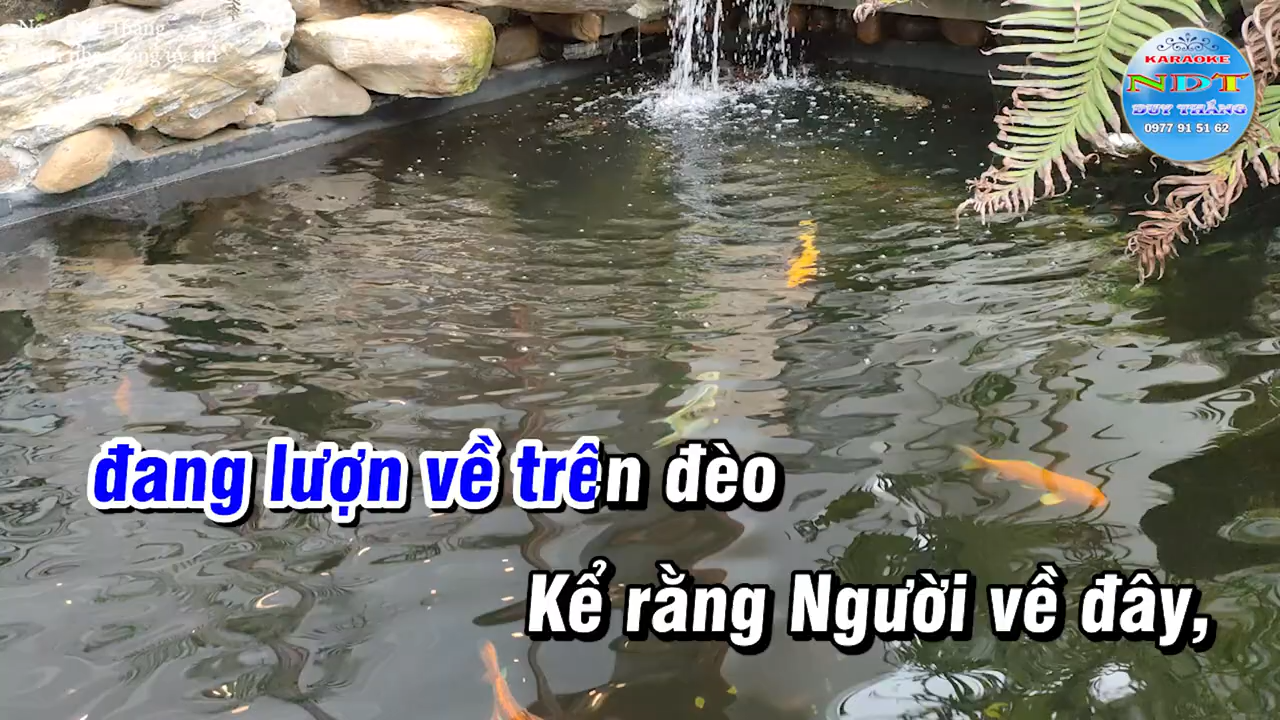 KARAOKE
NDT
DUY THẮNG
0977 91 51 62
đang lượn về trên đèo
Kể rằng Người về đây,